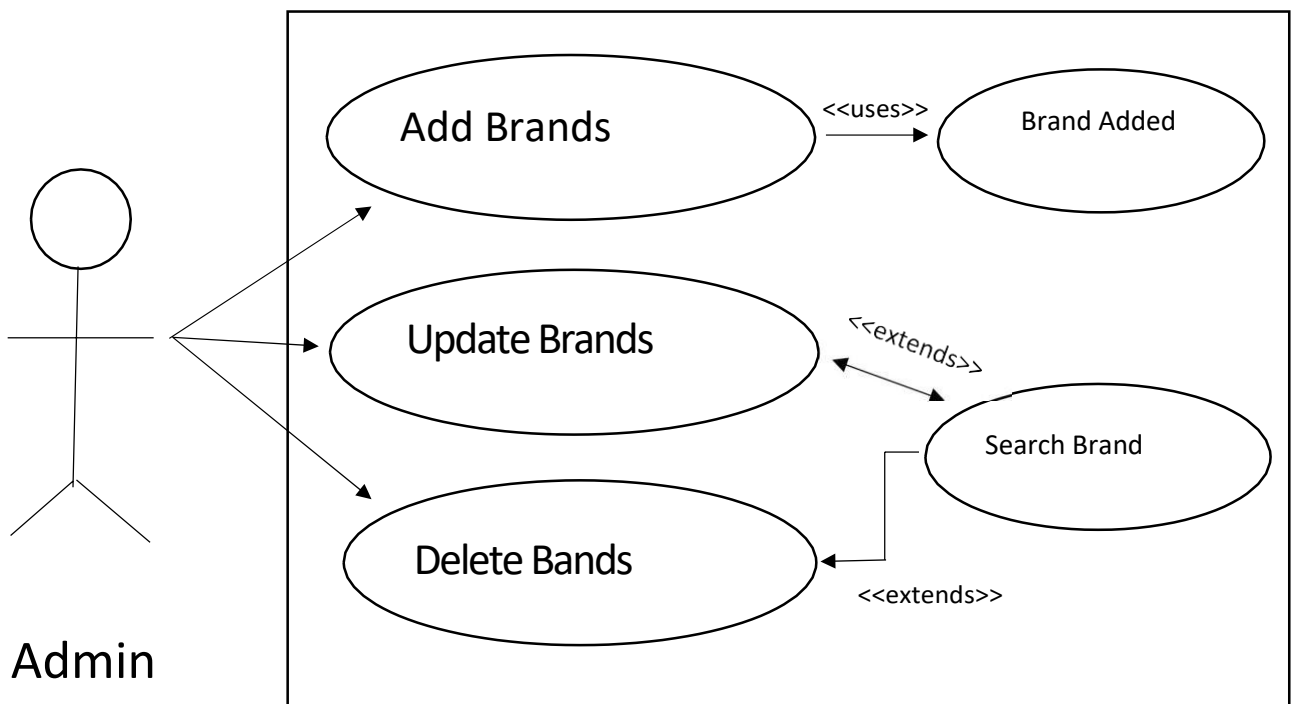 Add Brands
<<uses>>
Brand Added
Update Brands
<<extends>>
Search Brand
Delete Bands
<<extends>>
Admin